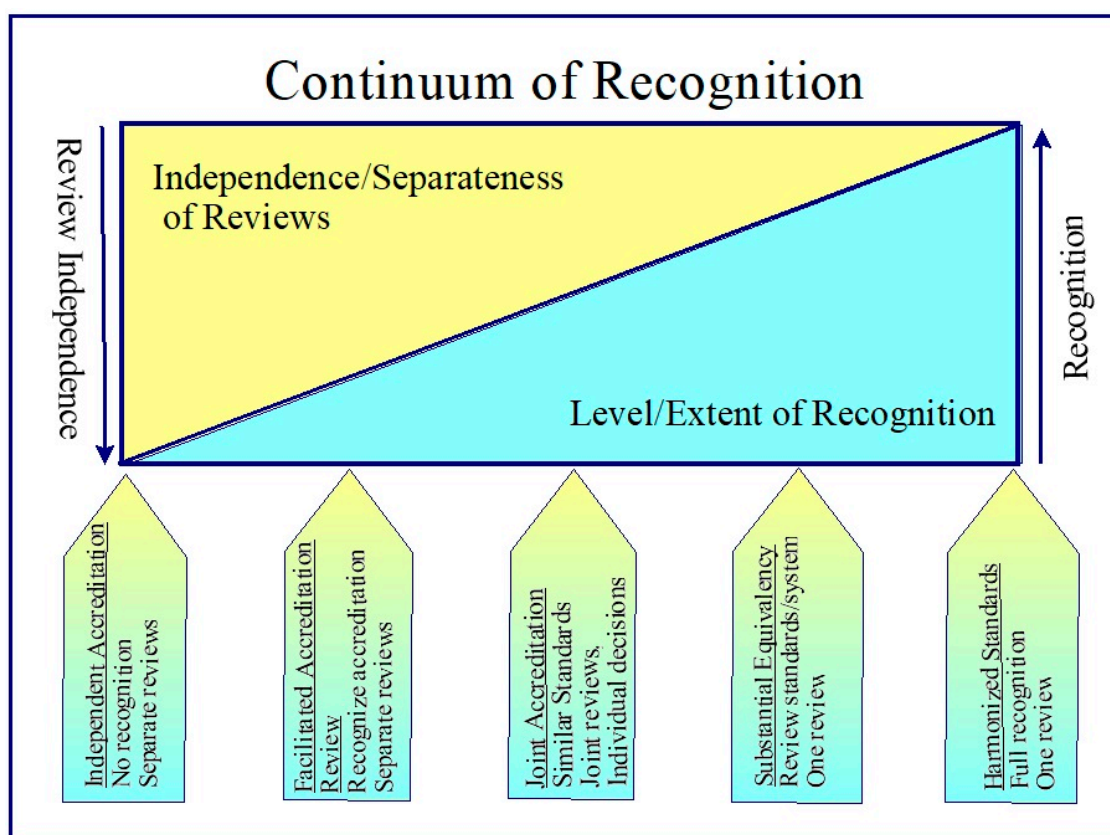 Continuum of Recognition
Review Independence
Independence/Separateness
of Reviews
Level/Extent of Recognition
Recognition
Independent Accreditation
No recognition
Separate reviews
Facilitated Accreditation
Review
Recognize accreditation
Separate reviews
Joint Accreditation
Similar Standards
Joint reviews,
Individual decisions
Substantial Equivalency
Review standards/system
One review
Harmonized Standards
Full recognition
One review